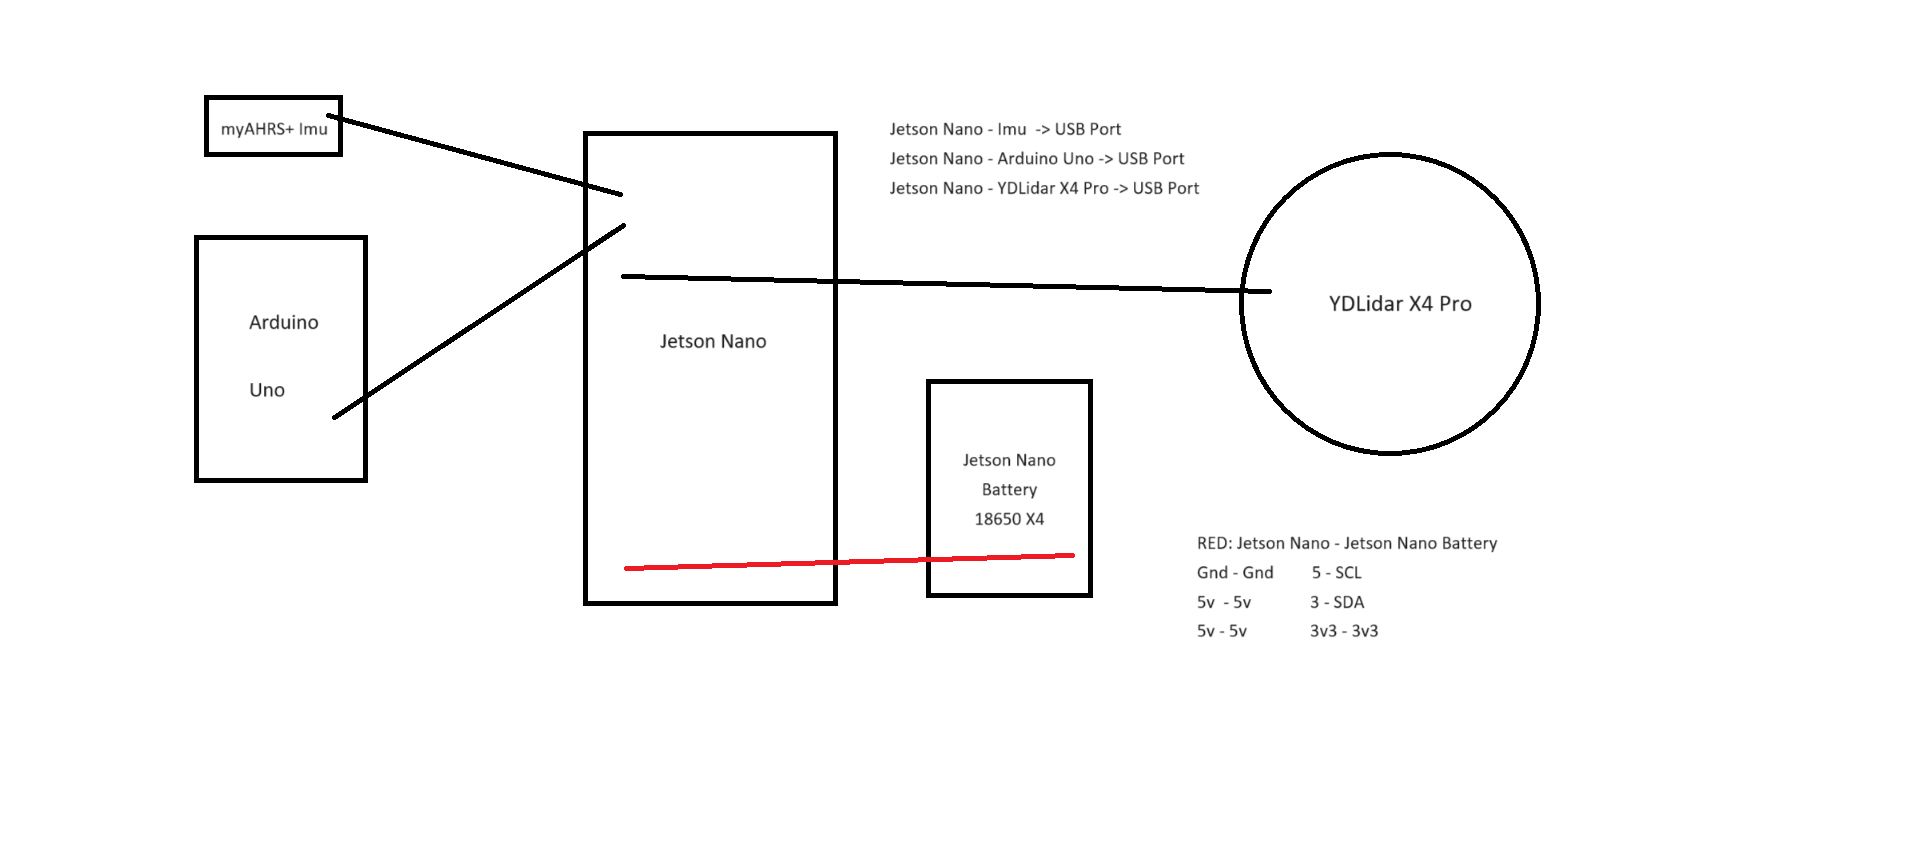 myAHRS+ Imu
Jetson Nano - Imu -> USB Port
Jetson Nano - Arduino Uno -> USB Port
Jetson Nano - YDLidar X4 Pro -> USB Port
YDLidar X4 Pro
Arduino
Uno
Jetson Nano
Jetson Nano
Battery
18650 X4
RED: Jetson Nano - Jetson Nano Battery
Gnd - Gnd 5 - SCL
5v - 5v 3 - SDA
5v - 5v 3v3 - 3v3